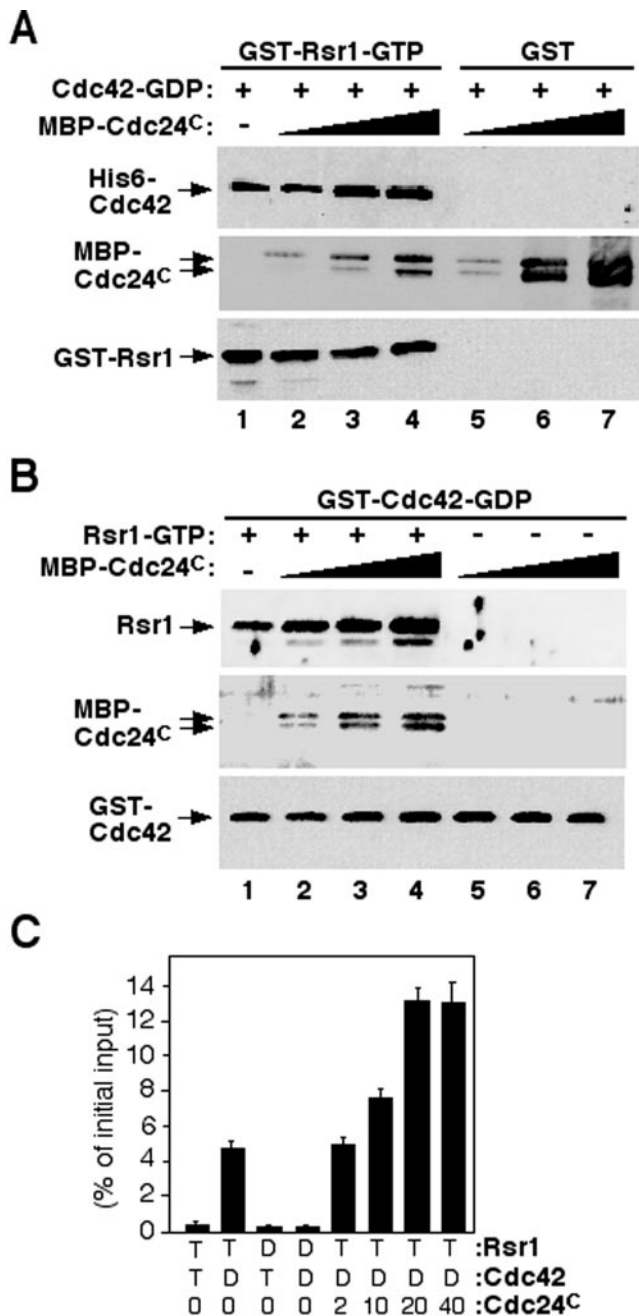 A
GST-Rsr1-GTP GST
Cdc42-GDP: + + + + + + +
MBP-Cdc24C: -
His6-
Cdc42
MBP-
Cdc24C
GST-Rsr1
1 2 3 4 5 6 7
B
GST-Cdc42-GDP
Rsr1-GTP: + + + + - - -
MBP-Cdc24C: -
Rsr1
MBP-
Cdc24C
GST-
Cdc42
1 2 3 4 5 6 7
C
(% of initial input)
14
12
10
8
6
4
2
0
T T D D T T T T :Rsr1
T D T D D D D D :Cdc42
0 0 0 0 2 10 20 40 :Cdc24C